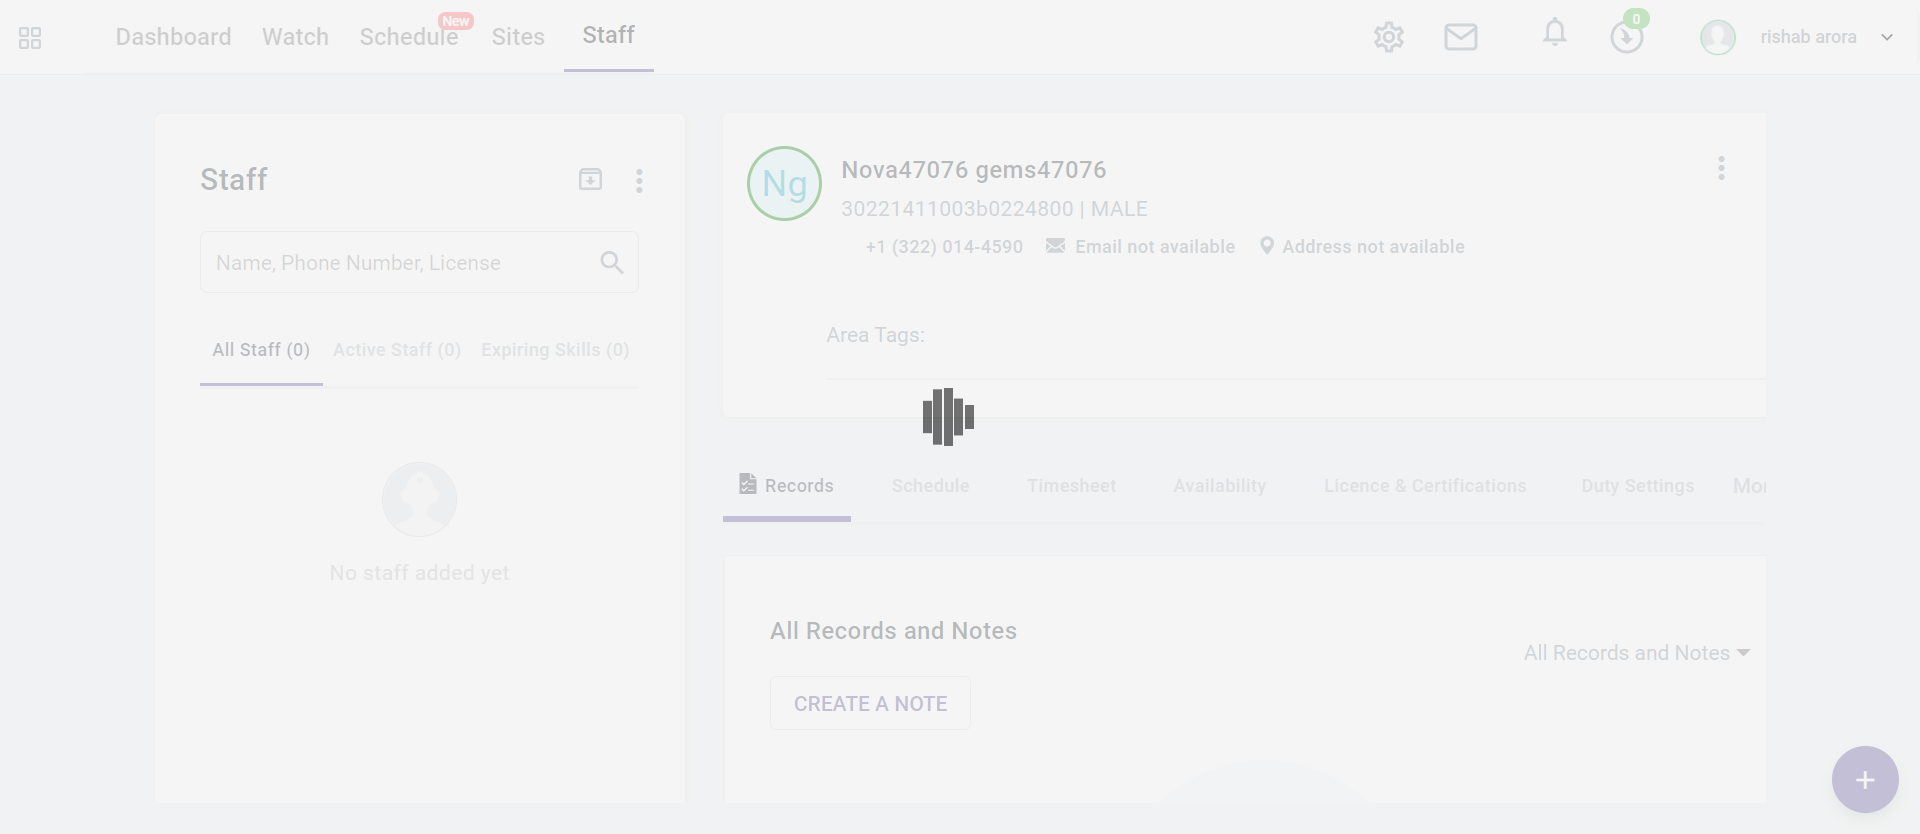 Dashboard Watch Schedule New Sites Staff
0
rishab arora
Staff
Name, Phone Number, License
All Staff (0) Active Staff (0) Expiring Skills (0)
No staff added yet
Ng
Nova47076 gems47076
30221411003b0224800 | MALE
+1 (322) 014-4590 Email not available Address not available
Area Tags:
Records Schedule Timesheet Availability Licence & Certifications Duty Settings
All Records and Notes
All Records and Notes
CREATE A NOTE
+